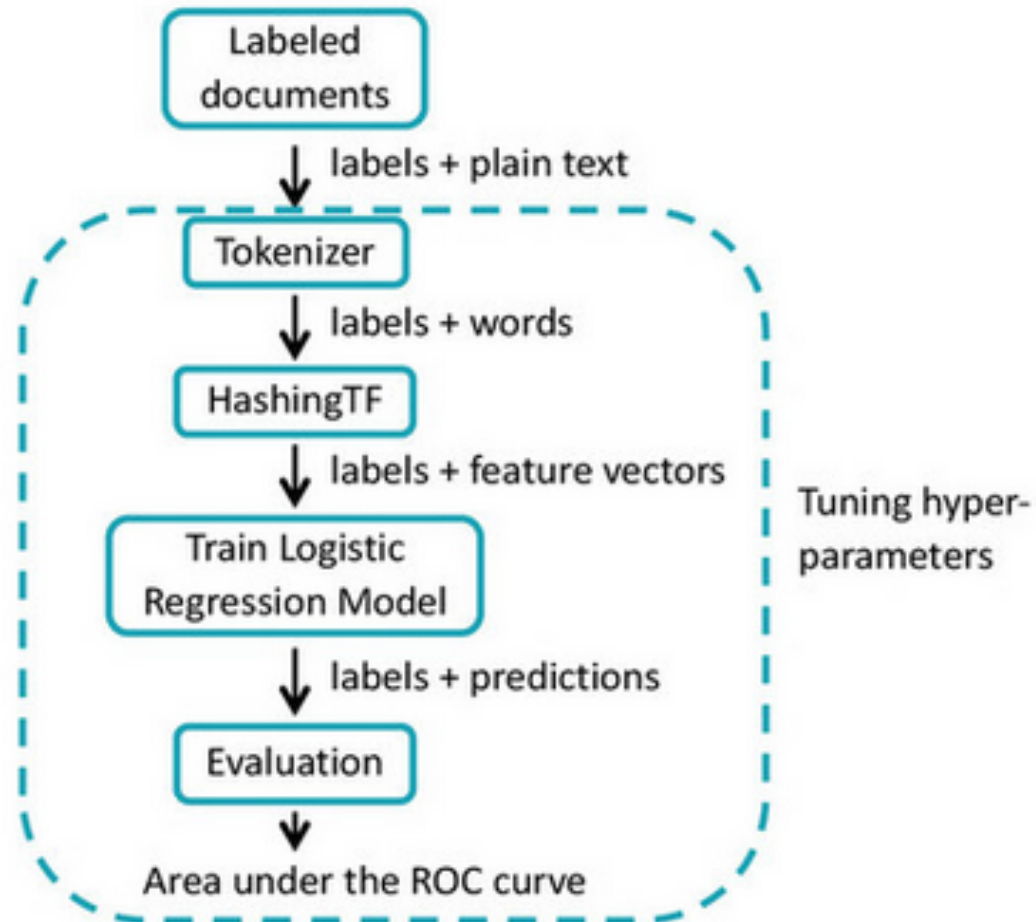 Labeled
documents
labels + plain text
Tokenizer
labels + words
HashingTF
labels + feature vectors
Tuning hyper-
parameters
Train Logistic
Regression Model
labels + predictions
Evaluation
Area under the ROC curve